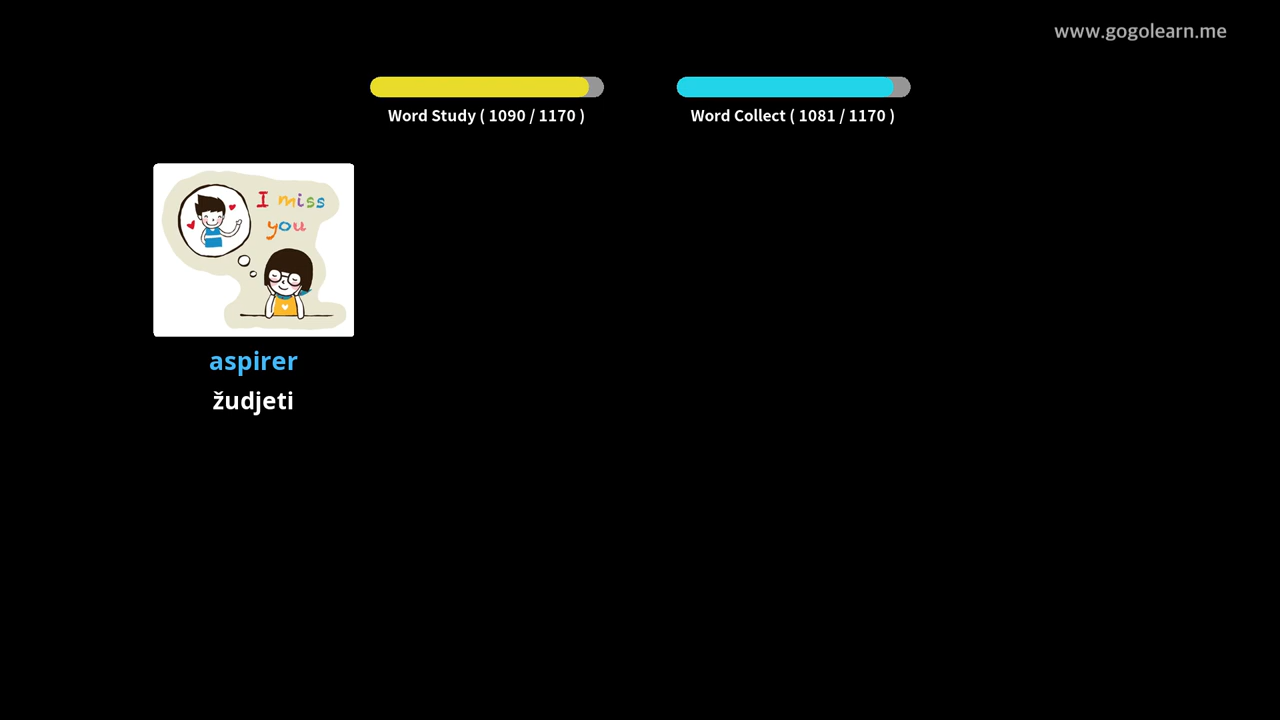 www.gogolearn.me
Word Study ( 1090 / 1170 )
Word Collect ( 1081 / 1170 )
I miss
you
aspirer
žudjeti